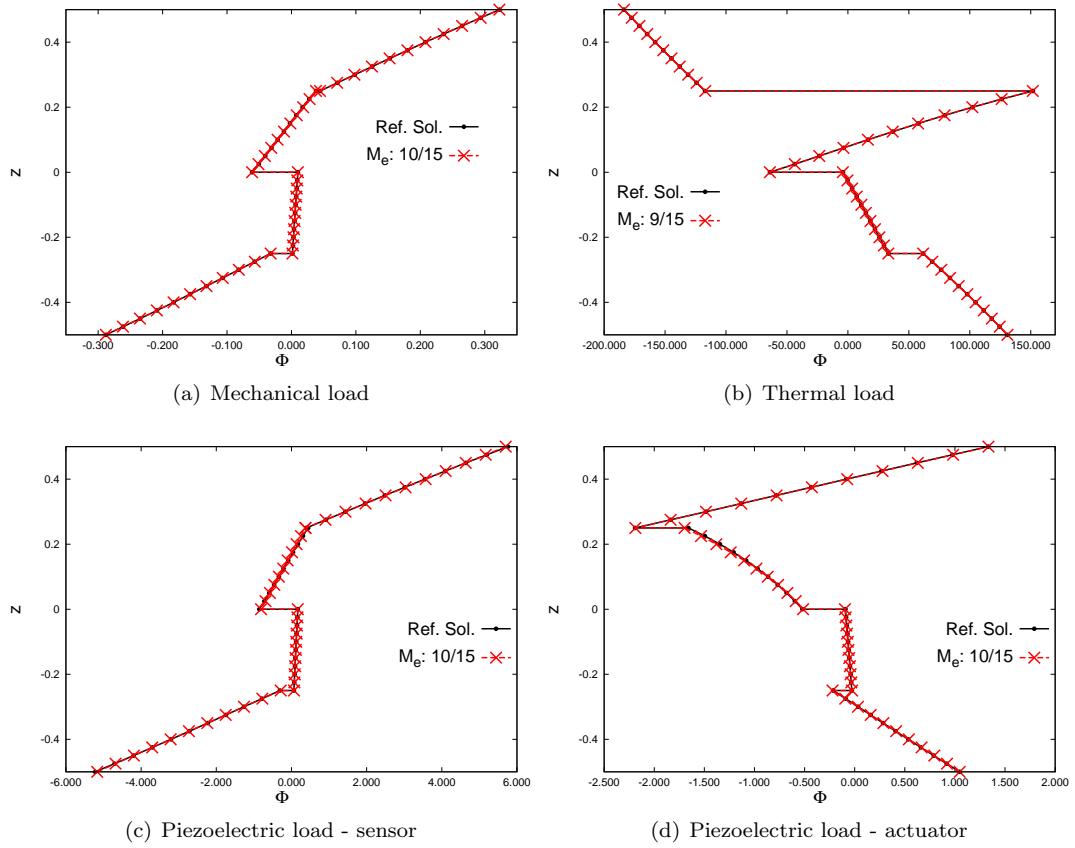 z
0.4
0.2
0
-0.2
-0.4
Ref. Sol.
Me: 10/15
-0.300 -0.200 -0.100 0.000 0.100 0.200 0.300
Φ
(a) Mechanical load
z
0.4
0.2
0
-0.2
-0.4
Ref. Sol.
Me: 9/15
-200.000 -150.000 -100.000 -50.000 0.000 50.000 100.000 150.000
Φ
(b) Thermal load
z
0.4
0.2
0
-0.2
-0.4
Ref. Sol.
Me: 10/15
-6.000 -4.000 -2.000 0.000 2.000 4.000 6.000
Φ
(c) Piezoelectric load - sensor
z
0.4
0.2
0
-0.2
-0.4
Ref. Sol.
Me: 10/15
-2.500 -2.000 -1.500 -1.000 -0.500 0.000 0.500 1.000 1.500 2.000
Φ
(d) Piezoelectric load - actuator